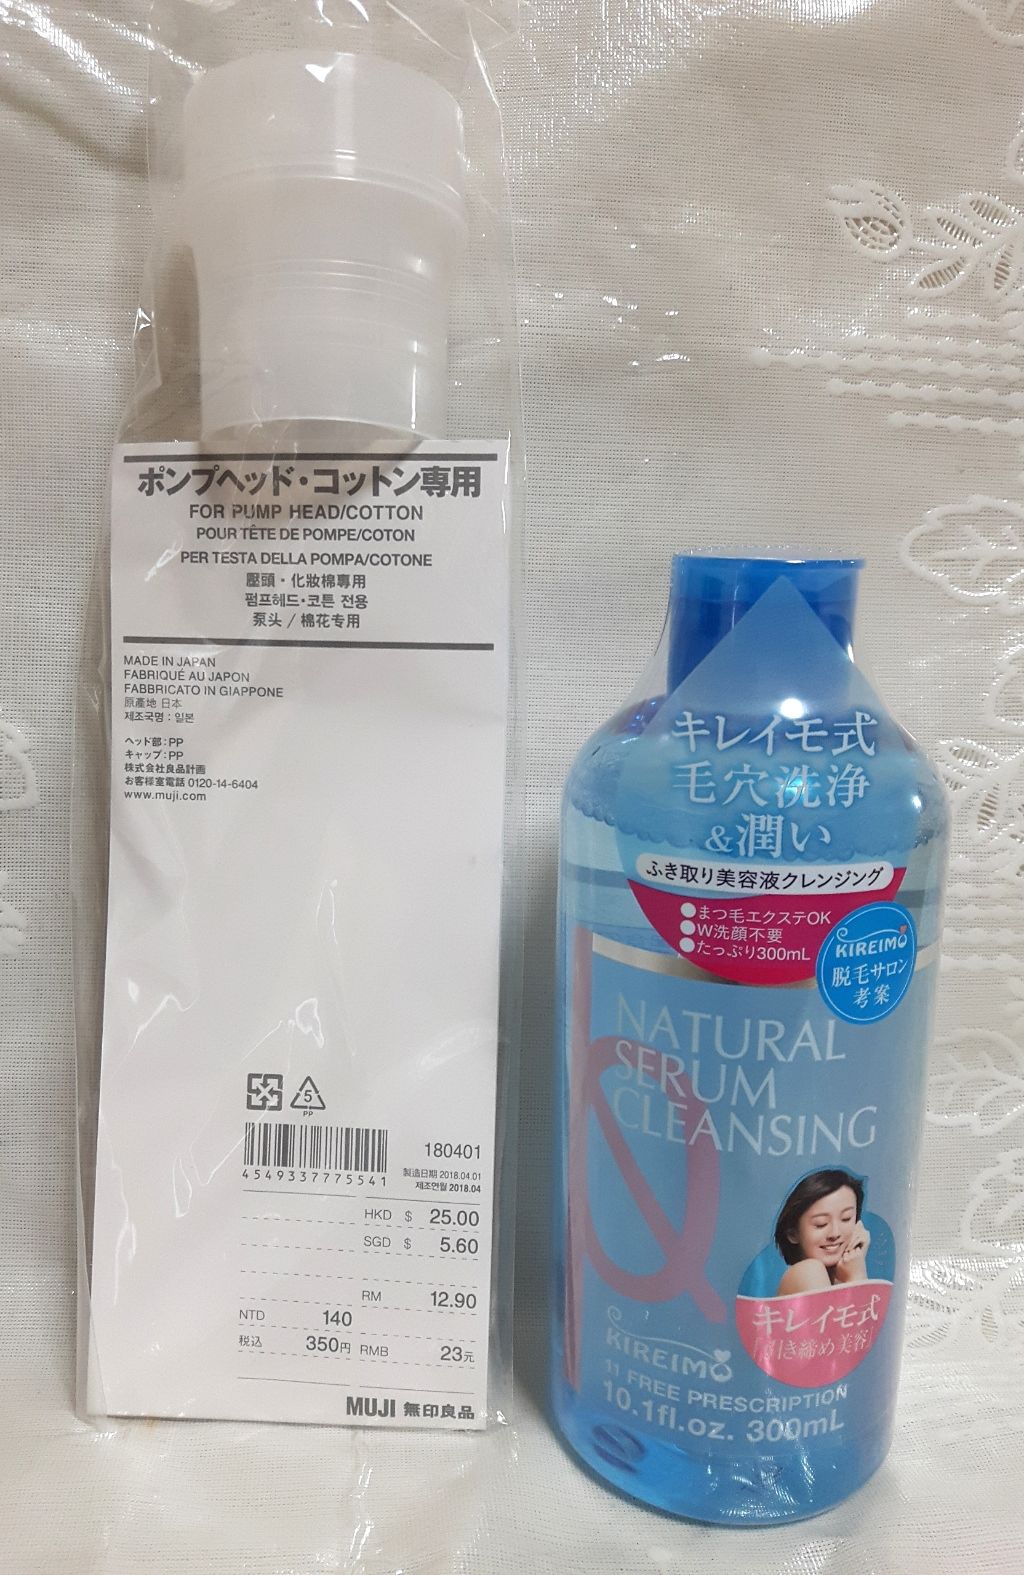 ポンプヘッド・コットン専用
FOR PUMP HEAD/COTTON
POUR TÊTE DE POMPE/COTON
PER TESTA DELLA POMPA/COTONE
壓頭・化妝棉專用
펌프헤드・코튼 전용
泵头 / 棉花专用
MADE IN JAPAN
FABRIQUÉ AU JAPON
FABBRICATO IN GIAPPONE
原產地 日本
제조국명 : 일본
ヘッド部 : PP
キャップ : PP
株式会社良品計画
お客様室電話 0120-14-6404
www.muji.com
5
PP
180401
4549337775541
製造日期 2018.04.01
제조연월 2018.04
HKD $ 25.00
SGD $ 5.60
RM 12.90
NTD 140
税込 350円 RMB 23元
MUJI 無印良品
キレイモ式
毛穴洗浄
&潤い
ふき取り美容液クレンジング
●まつ毛エクステOK
●W洗顔不要
●たっぷり300mL
KIREIMO
脱毛サロン
考案
NATURAL
SERUM
CLEANSING
キレイモ式
「引き締め美容」
KIREIMO
11 FREE PRESCRIPTION
10.1fl.oz. 300mL